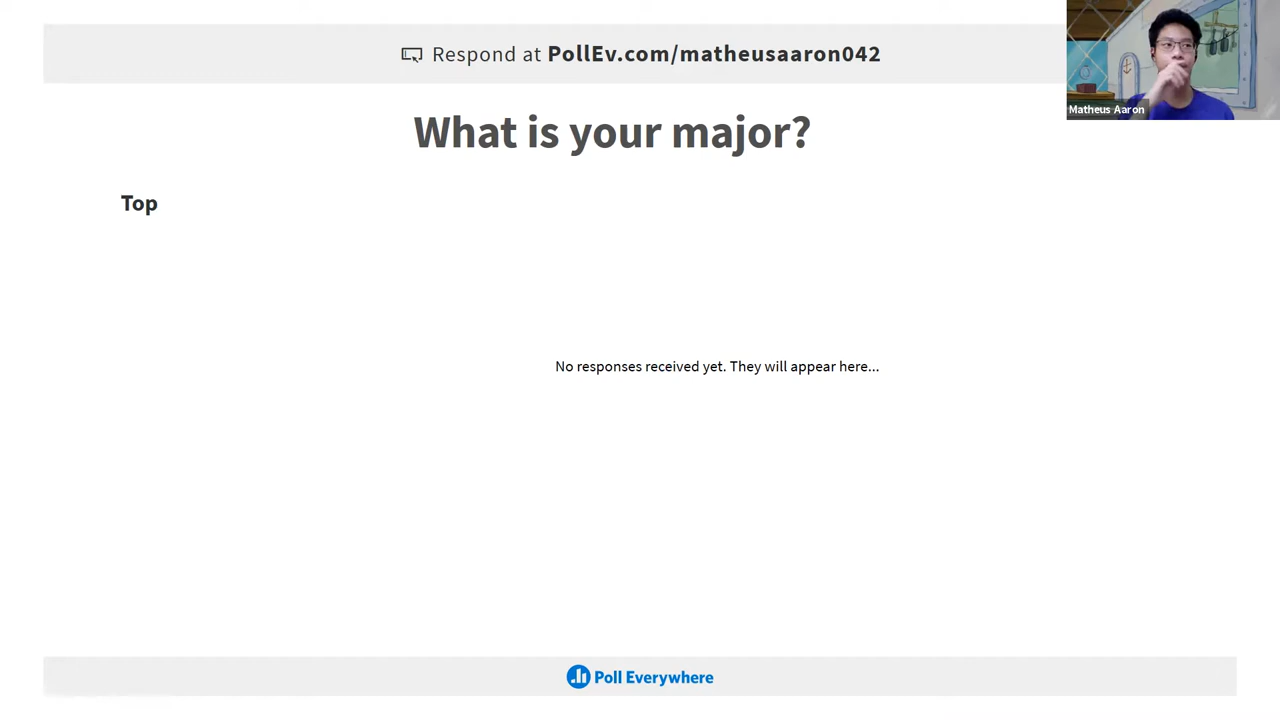 Respond at PollEv.com/matheusaaron042
Matheus Aaron
What is your major?
Top
No responses received yet. They will appear here...
Poll Everywhere